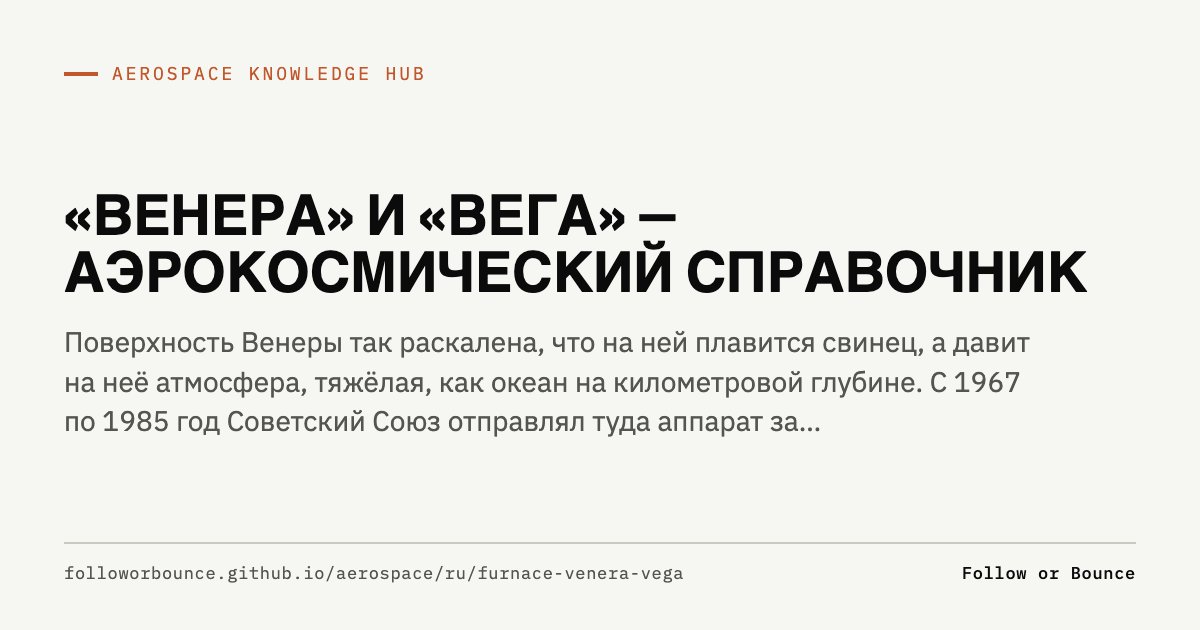 AEROSPACE KNOWLEDGE HUB
«ВЕНЕРА» И «ВЕГА» —
АЭРОКОСМИЧЕСКИЙ СПРАВОЧНИК
Поверхность Венеры так раскалена, что на ней плавится свинец, а давит
на неё атмосфера, тяжёлая, как океан на километровой глубине. С 1967
по 1985 год Советский Союз отправлял туда аппарат за...
followorbounce.github.io/aerospace/ru/furnace-venera-vega
Follow or Bounce